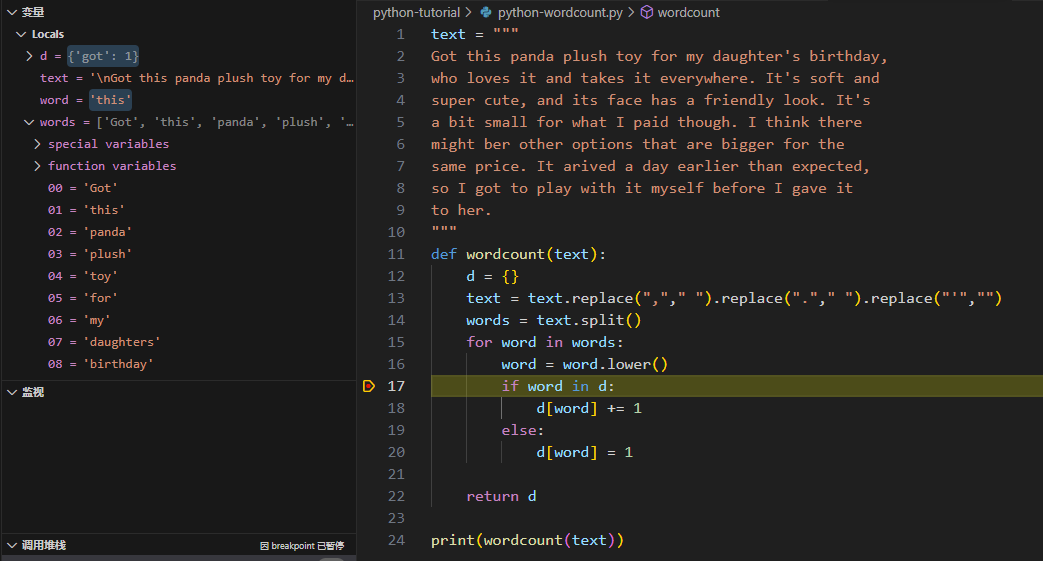 变量
Locals
d = {'got': 1}
text = '\nGot this panda plush toy for my d…
word = 'this'
words = ['Got', 'this', 'panda', 'plush', '…
special variables
function variables
00 = 'Got'
01 = 'this'
02 = 'panda'
03 = 'plush'
04 = 'toy'
05 = 'for'
06 = 'my'
07 = 'daughters'
08 = 'birthday'
监视
调用堆栈
因 breakpoint 已暂停
python-tutorial > python-wordcount.py > wordcount
1 text = """
2 Got this panda plush toy for my daughter's birthday,
3 who loves it and takes it everywhere. It's soft and
4 super cute, and its face has a friendly look. It's
5 a bit small for what I paid though. I think there
6 might ber other options that are bigger for the
7 same price. It arived a day earlier than expected,
8 so I got to play with it myself before I gave it
9 to her.
10 """
11 def wordcount(text):
12     d = {}
13     text = text.replace(","," ").replace("."," ").replace("'","")
14     words = text.split()
15     for word in words:
16         word = word.lower()
17         if word in d:
18             d[word] += 1
19         else:
20             d[word] = 1
21
22     return d
23
24 print(wordcount(text))